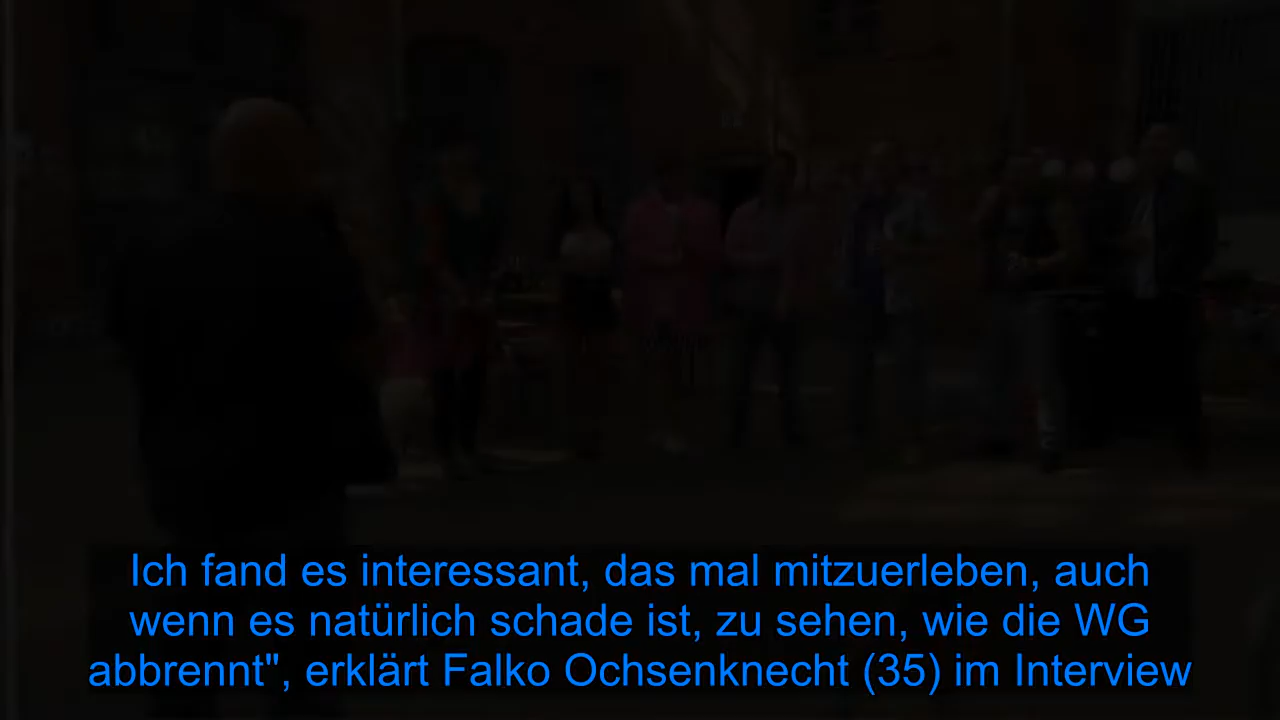 Ich fand es interessant, das mal mitzuerleben, auch
wenn es natürlich schade ist, zu sehen, wie die WG
abbrennt", erklärt Falko Ochsenknecht (35) im Interview